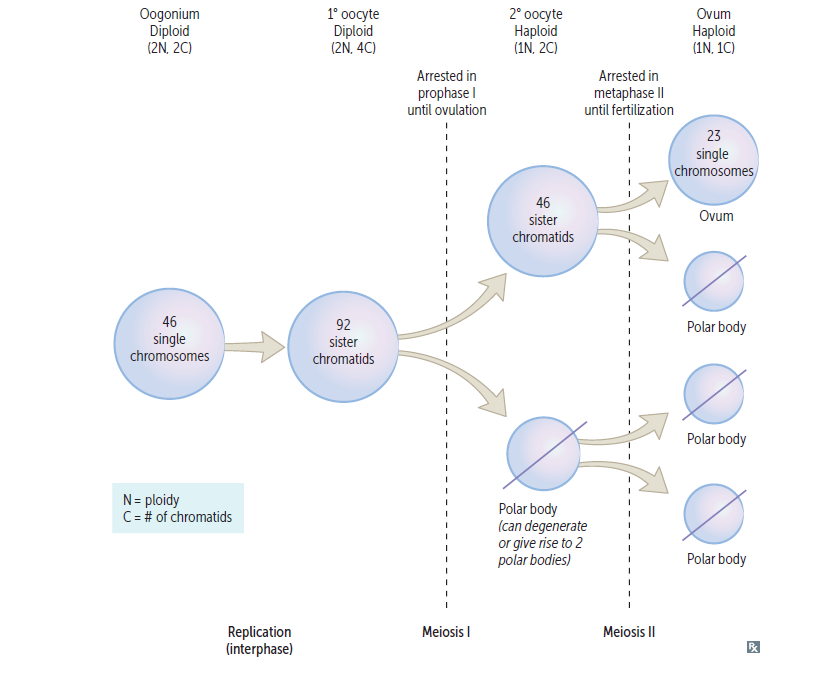 Oogonium
Diploid
(2N, 2C)
1° oocyte
Diploid
(2N, 4C)
2° oocyte
Haploid
(1N, 2C)
Ovum
Haploid
(1N, 1C)
Arrested in
prophase I
until ovulation
Arrested in
metaphase II
until fertilization
23
single
chromosomes
Ovum
46
sister
chromatids
Polar body
46
single
chromosomes
92
sister
chromatids
Polar body
Polar body
(can degenerate
or give rise to 2
polar bodies)
Polar body
N = ploidy
C = # of chromatids
Replication
(interphase)
Meiosis I
Meiosis II
Rx